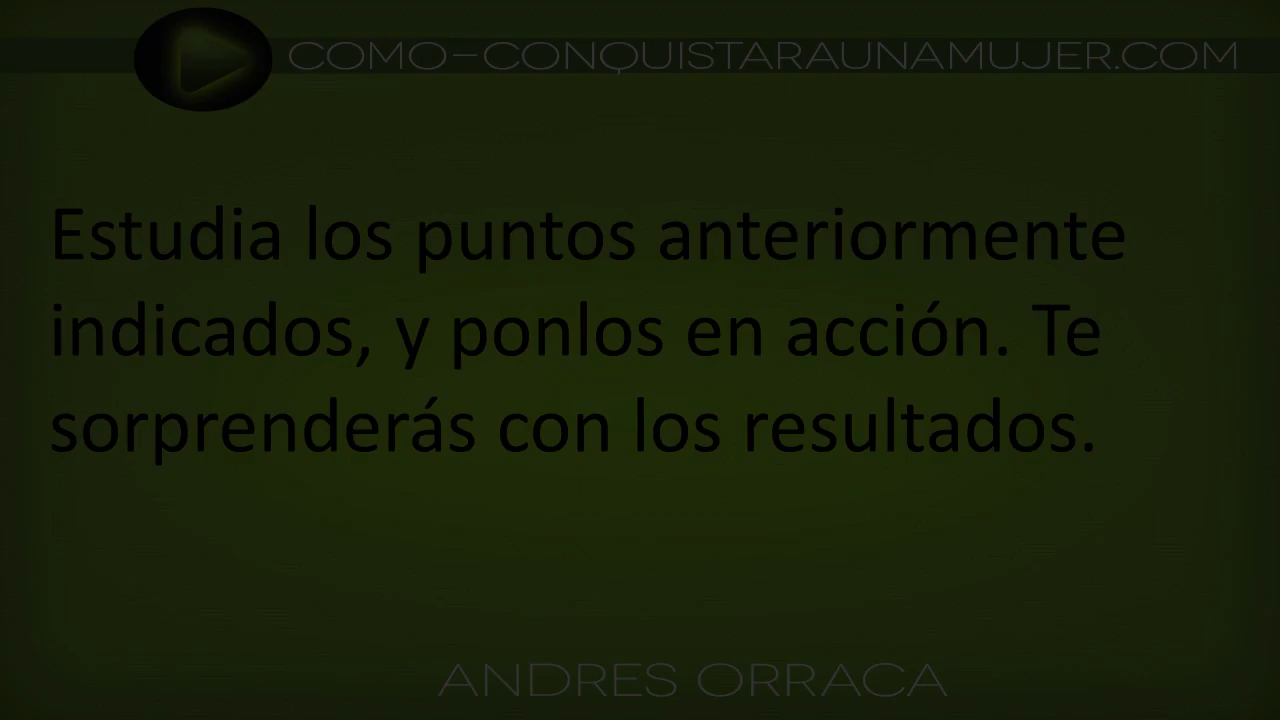 COMO-CONQUISTARAUNAMUJER.COM
Estudia los puntos anteriormente
indicados, y ponlos en acción. Te
sorprenderás con los resultados.
ANDRES ORRACA